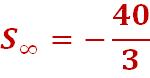 S∞ = −40/3